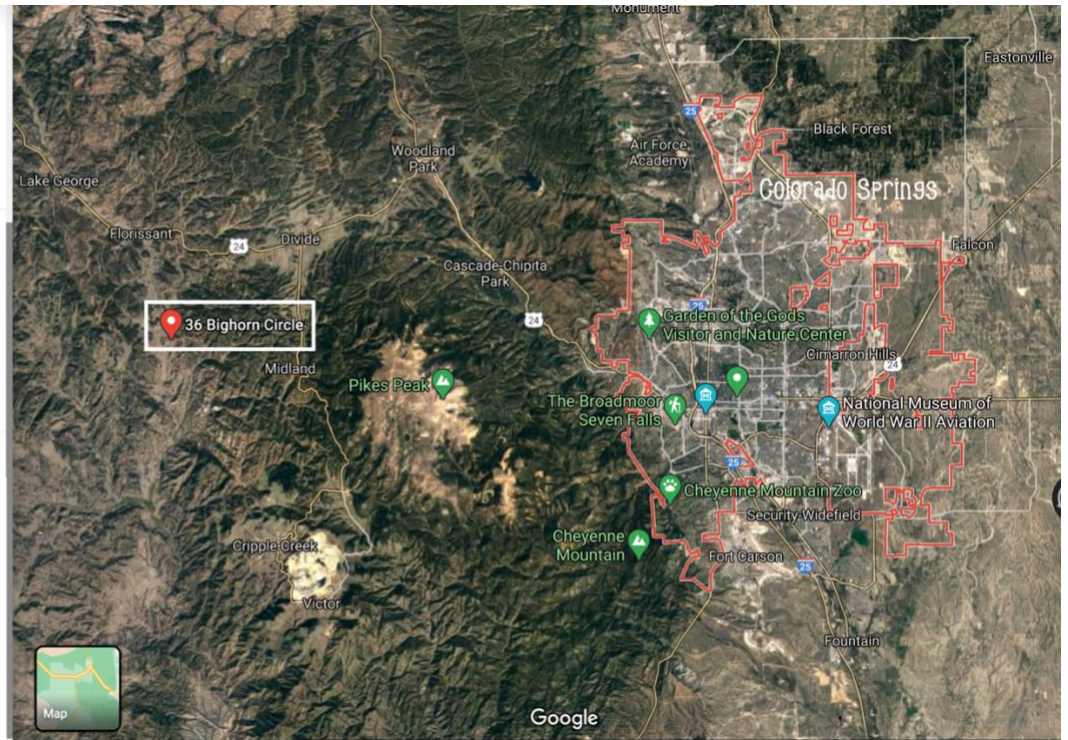 Monument
Eastonville
25
Black Forest
Air Force
Academy
Woodland
Park
Lake George
Colorado Springs
Florissant
24
Divide
Falcon
Cascade-Chipita
Park
25
36 Bighorn Circle
24
Garden of the Gods
Visitor and Nature Center
Cimarron Hills
24
Midland
Pikes Peak
The Broadmoor
Seven Falls
National Museum of
World War II Aviation
25
Cheyenne Mountain Zoo
Security-Widefield
Cheyenne
Mountain
Cripple Creek
Fort Carson
25
Victor
Fountain
Map
Google